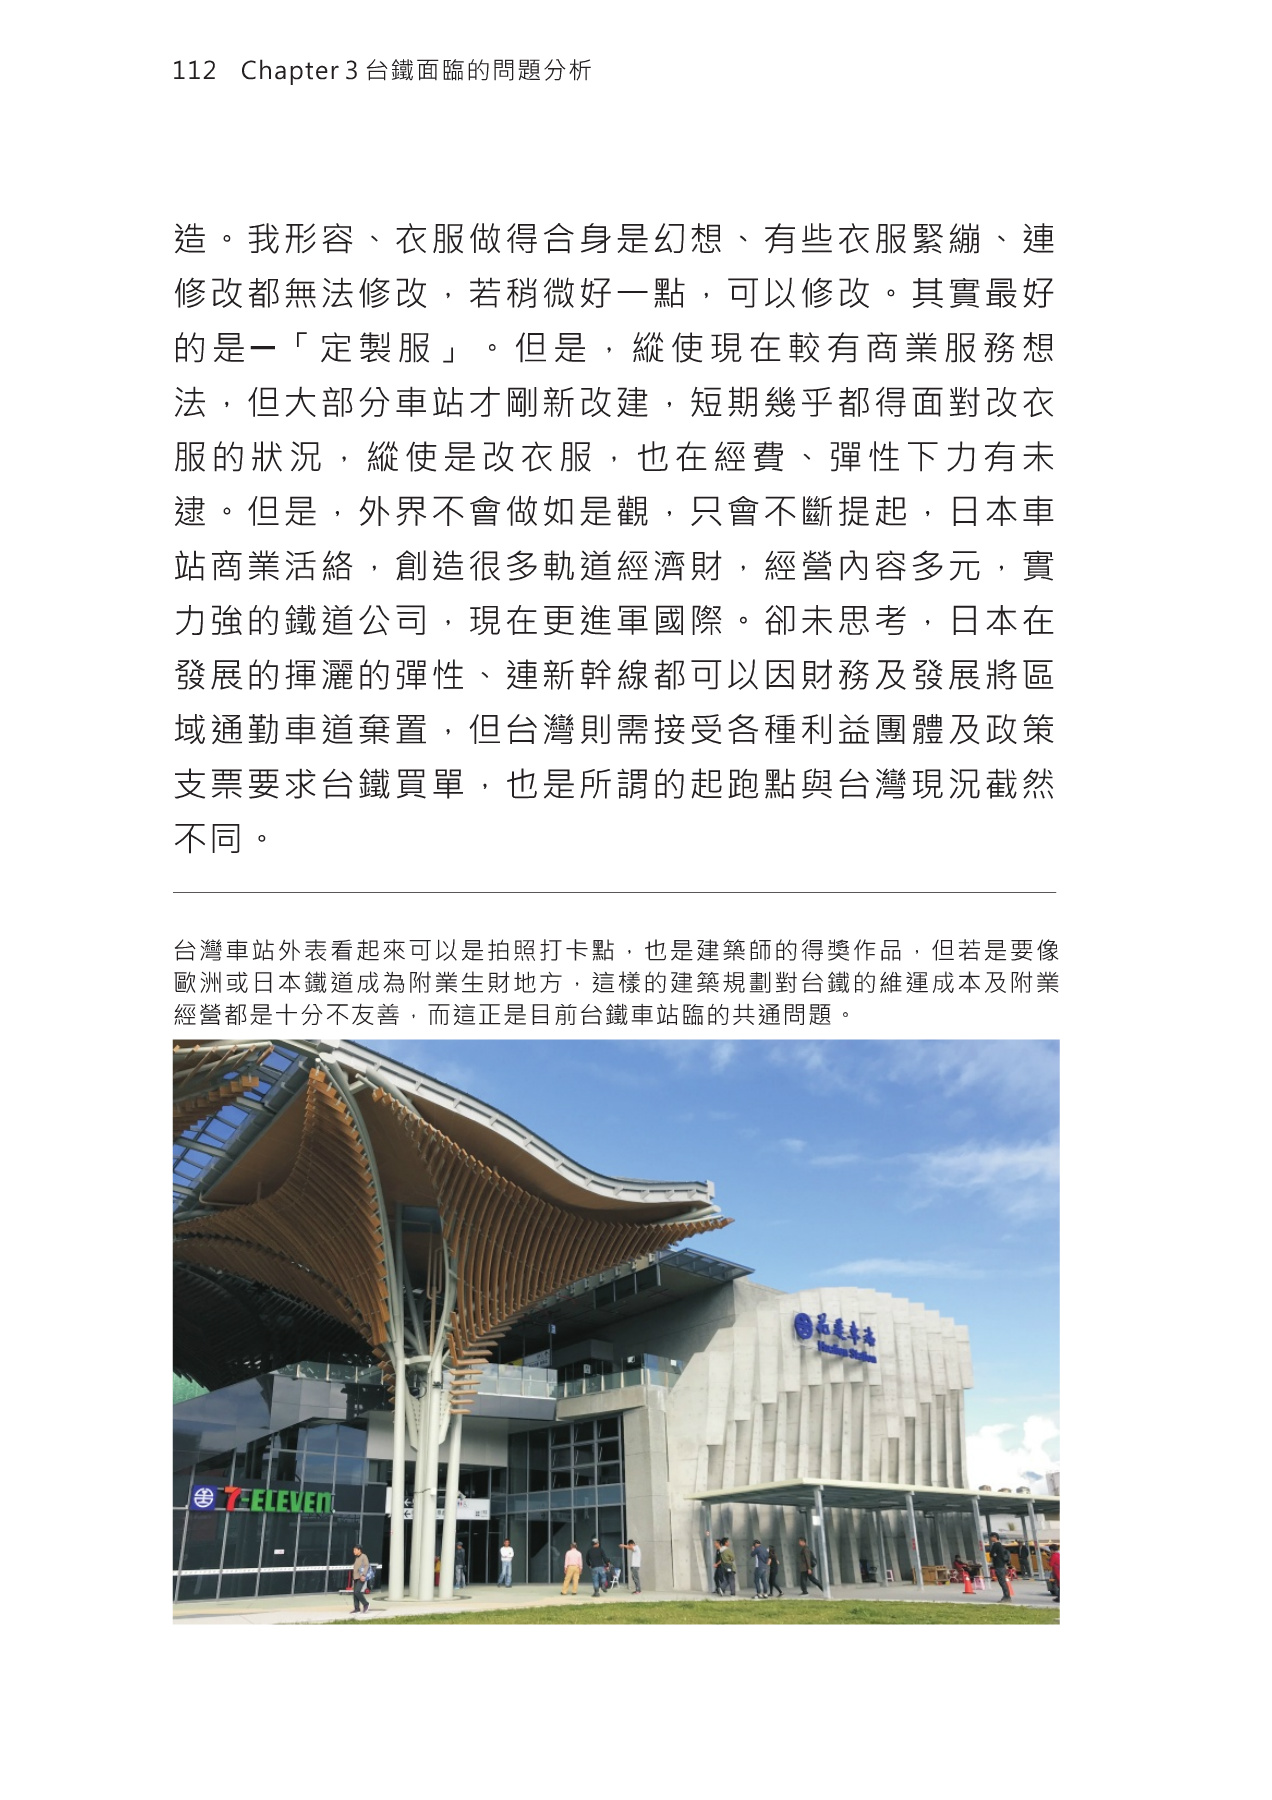 112 Chapter 3 台鐵面臨的問題分析
造。我形容、衣服做得合身是幻想、有些衣服緊繃、連
修改都無法修改，若稍微好一點，可以修改。其實最好
的是—「定製服」。但是，縱使現在較有商業服務想
法，但大部分車站才剛新改建，短期幾乎都得面對改衣
服的狀況，縱使是改衣服，也在經費、彈性下力有未
逮。但是，外界不會做如是觀，只會不斷提起，日本車
站商業活絡，創造很多軌道經濟財，經營內容多元，實
力強的鐵道公司，現在更進軍國際。卻未思考，日本在
發展的揮灑的彈性、連新幹線都可以因財務及發展將區
域通勤車道棄置，但台灣則需接受各種利益團體及政策
支票要求台鐵買單，也是所謂的起跑點與台灣現況截然
不同。
台灣車站外表看起來可以是拍照打卡點，也是建築師的得獎作品，但若是要像
歐洲或日本鐵道成為附業生財地方，這樣的建築規劃對台鐵的維運成本及附業
經營都是十分不友善，而這正是目前台鐵車站臨的共通問題。
花蓮車站
Hualien Station
7-ELEVEN